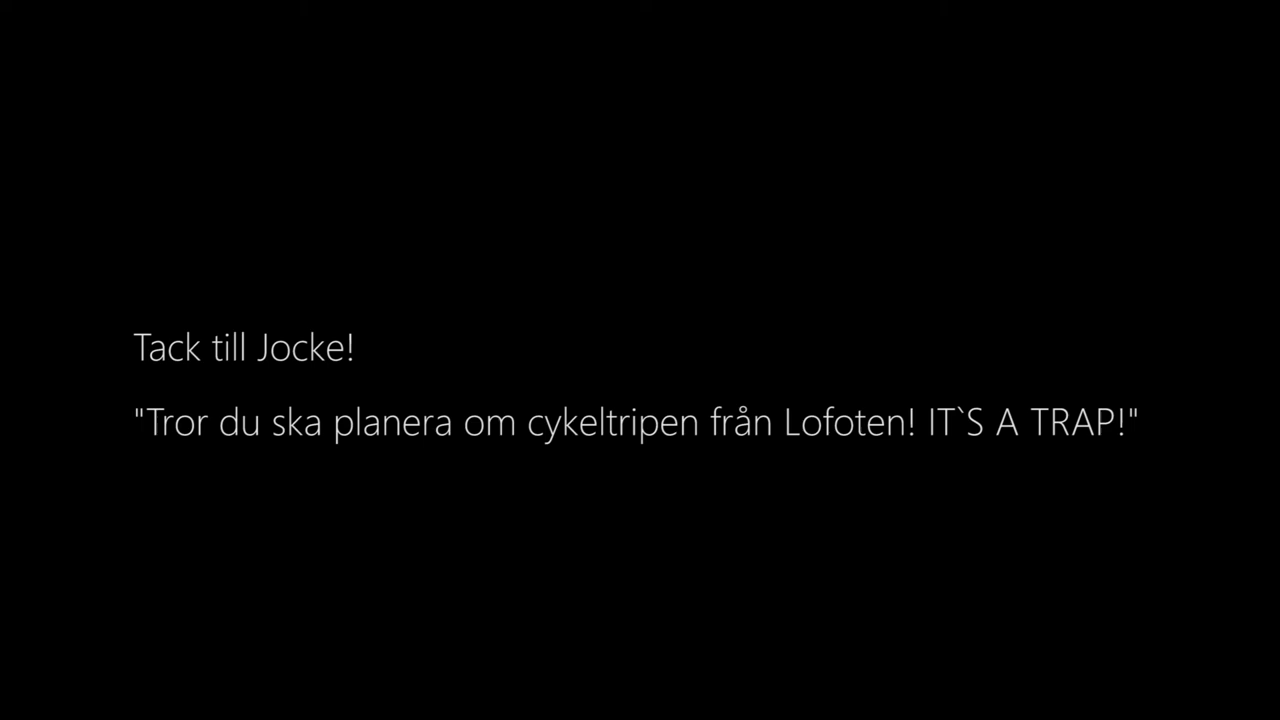 Tack till Jocke!
"Tror du ska planera om cykeltripen från Lofoten! IT`S A TRAP!"